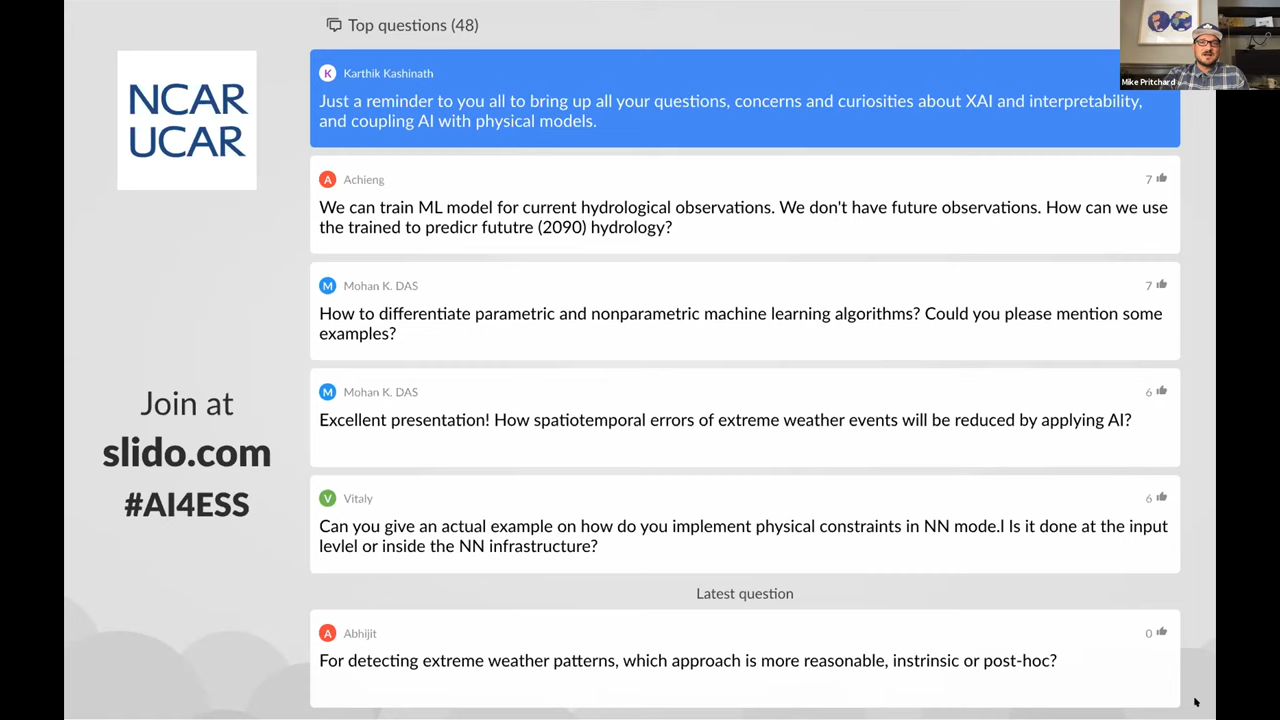 Top questions (48)
NCAR
UCAR
K Karthik Kashinath
Just a reminder to you all to bring up all your questions, concerns and curiosities about XAI and interpretability,
and coupling AI with physical models.
Mike Pritchard
A Achieng 7
We can train ML model for current hydrological observations. We don't have future observations. How can we use
the trained to predicr fututre (2090) hydrology?
M Mohan K. DAS 7
How to differentiate parametric and nonparametric machine learning algorithms? Could you please mention some
examples?
M Mohan K. DAS 6
Excellent presentation! How spatiotemporal errors of extreme weather events will be reduced by applying AI?
Join at
slido.com
#AI4ESS
V Vitaly 6
Can you give an actual example on how do you implement physical constraints in NN mode.l Is it done at the input
levlel or inside the NN infrastructure?
Latest question
A Abhijit 0
For detecting extreme weather patterns, which approach is more reasonable, instrinsic or post-hoc?